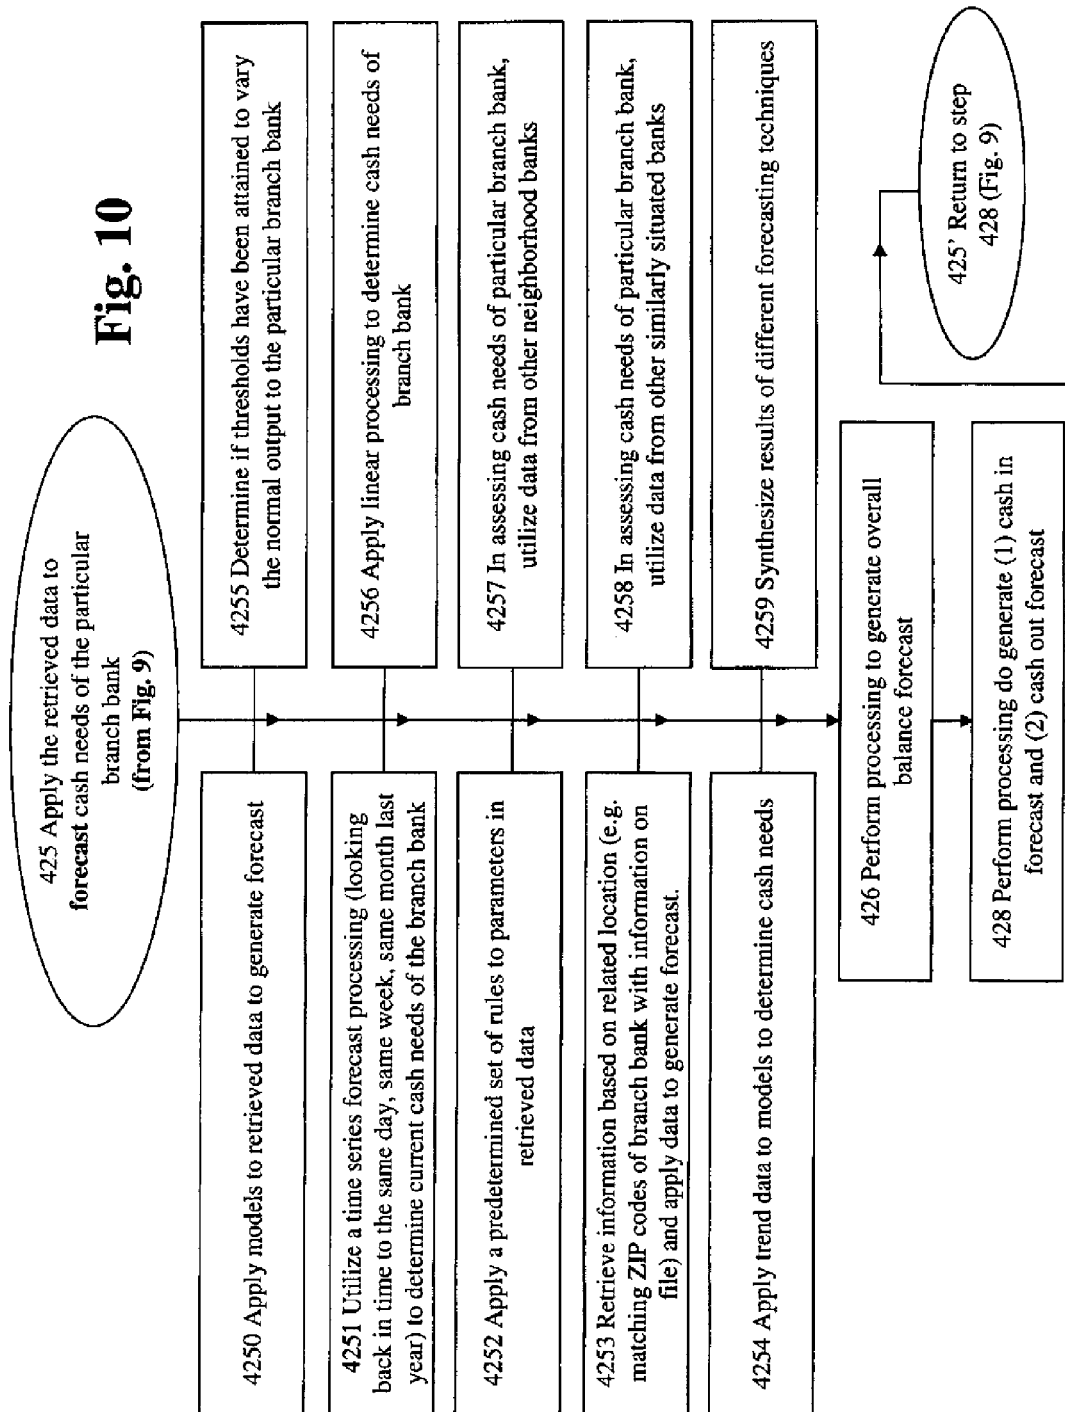 Fig. 10
425 Apply the retrieved data to
forecast cash needs of the particular
branch bank
(from Fig. 9)
4250 Apply models to retrieved data to generate forecast
4251 Utilize a time series forecast processing (looking
back in time to the same day, same week, same month last
year) to determine current cash needs of the branch bank
4252 Apply a predetermined set of rules to parameters in
retrieved data
4253 Retrieve information based on related location (e.g.
matching ZIP codes of branch bank with information on
file) and apply data to generate forecast.
4254 Apply trend data to models to determine cash needs
4255 Determine if thresholds have been attained to vary
the normal output to the particular branch bank
4256 Apply linear processing to determine cash needs of
branch bank
4257 In assessing cash needs of particular branch bank,
utilize data from other neighborhood banks
4258 In assessing cash needs of particular branch bank,
utilize data from other similarly situated banks
4259 Synthesize results of different forecasting techniques
426 Perform processing to generate overall
balance forecast
428 Perform processing do generate (1) cash in
forecast and (2) cash out forecast
425' Return to step
428 (Fig. 9)